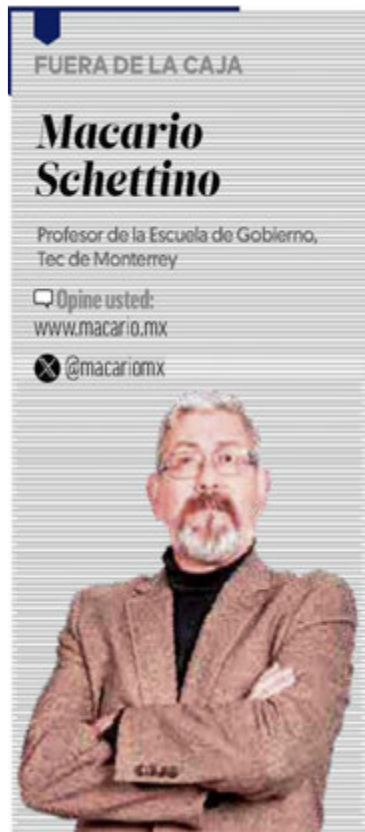 FUERA DE LA CAJA
Macario
Schettino
Profesor de la Escuela de Gobierno,
Tec de Monterrey
Opine usted:
www.macario.mx
@macariomx